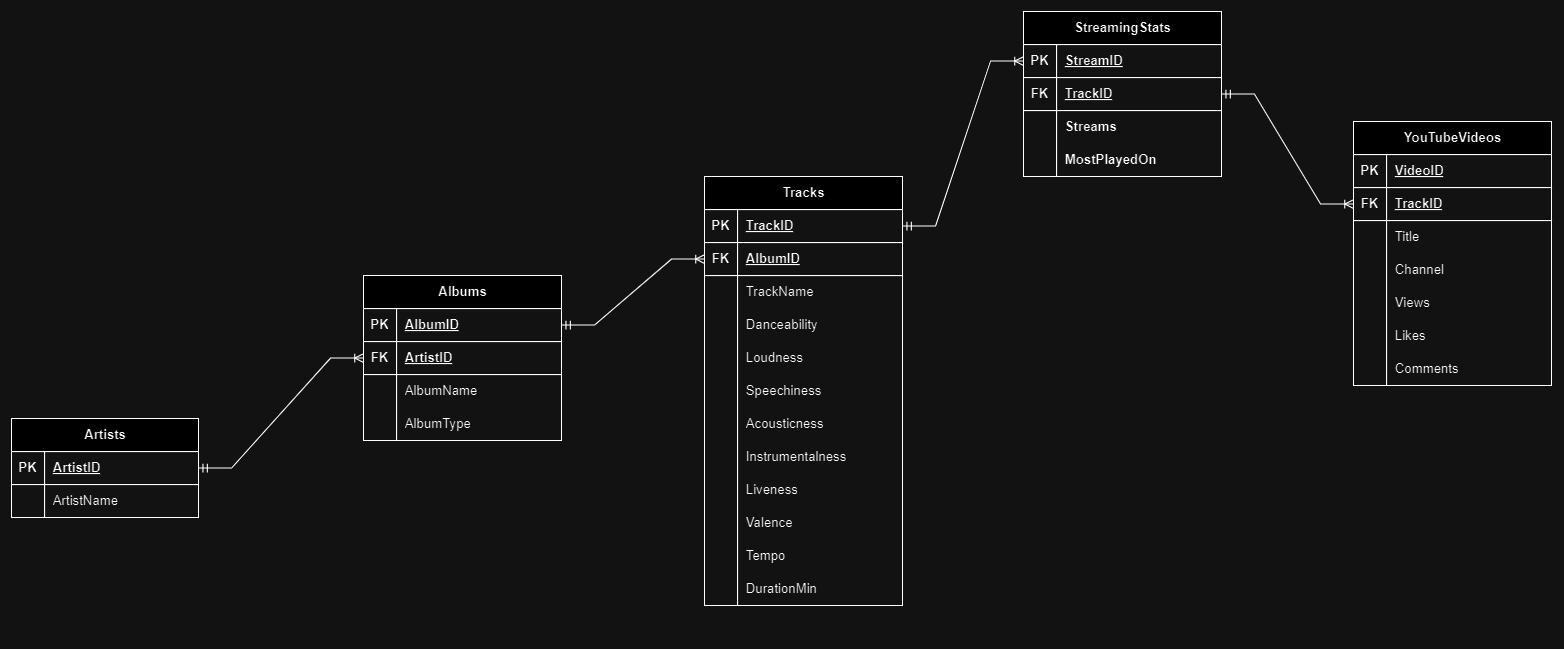 Artists
PK ArtistID
ArtistName
Albums
PK AlbumID
FK ArtistID
AlbumName
AlbumType
Tracks
PK TrackID
FK AlbumID
TrackName
Danceability
Loudness
Speechiness
Acousticness
Instrumentalness
Liveness
Valence
Tempo
DurationMin
StreamingStats
PK StreamID
FK TrackID
Streams
MostPlayedOn
YouTubeVideos
PK VideoID
FK TrackID
Title
Channel
Views
Likes
Comments